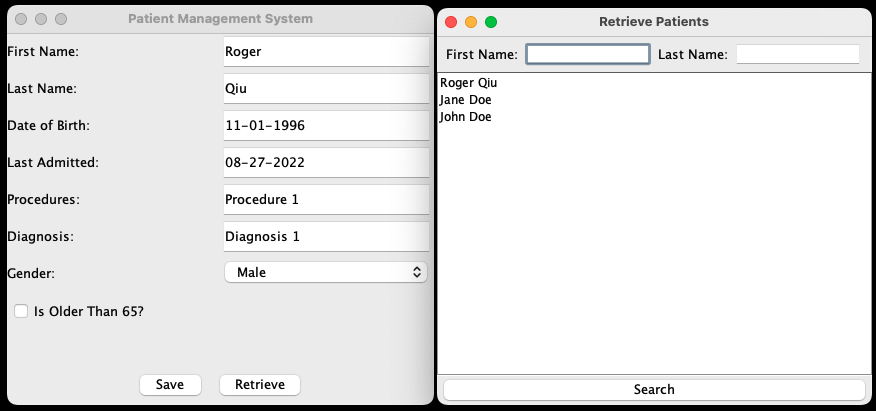 Patient Management System
First Name: Roger
Last Name: Qiu
Date of Birth: 11-01-1996
Last Admitted: 08-27-2022
Procedures: Procedure 1
Diagnosis: Diagnosis 1
Gender: Male
Is Older Than 65?
Save Retrieve
Retrieve Patients
First Name: Last Name:
Roger Qiu
Jane Doe
John Doe
Search